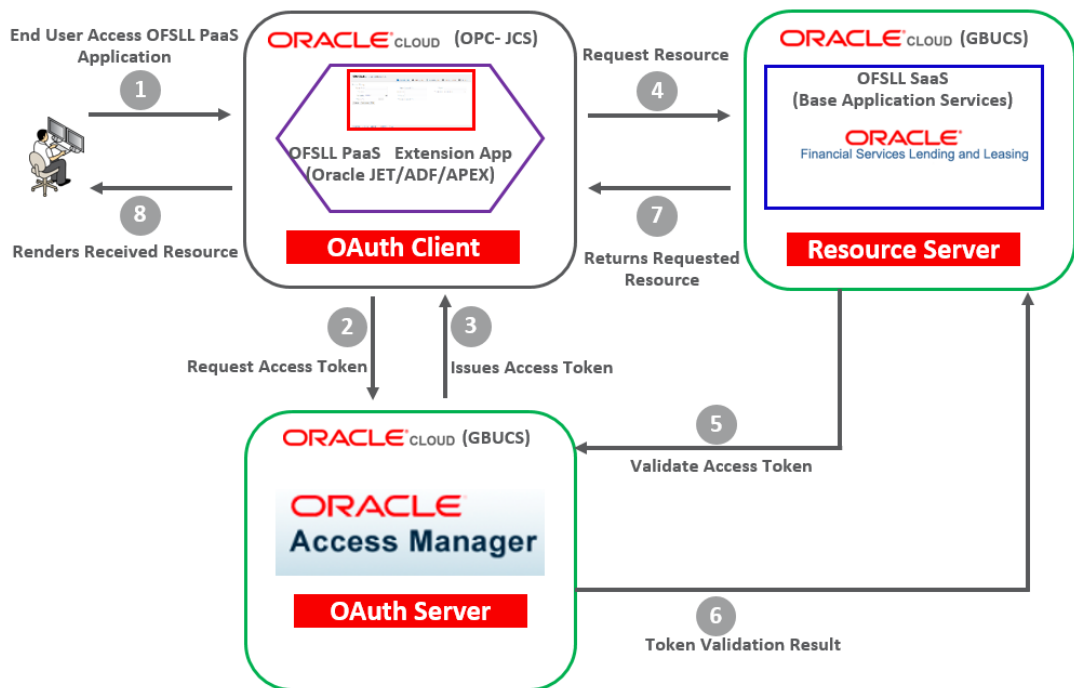 End User Access OFSLL PaaS
Application
1
8
Renders Received Resource
ORACLE CLOUD (OPC- JCS)
OFSLL PaaS Extension App
(Oracle JET/ADF/APEX)
OAuth Client
Request Resource
4
7
Returns Requested
Resource
ORACLE CLOUD (GBUCS)
OFSLL SaaS
(Base Application Services)
ORACLE
Financial Services Lending and Leasing
Resource Server
2
Request Access Token
3
Issues Access Token
ORACLE CLOUD (GBUCS)
ORACLE
Access Manager
OAuth Server
5
Validate Access Token
6
Token Validation Result